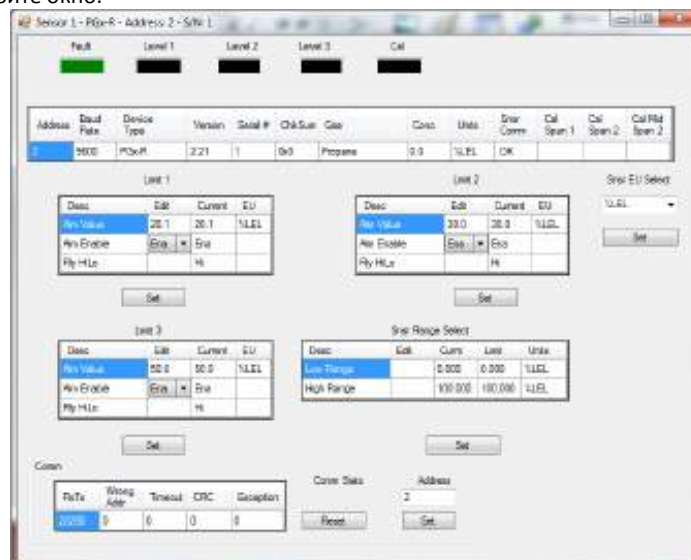 Sensor 1 - PGx-R - Address 2 - S/N: 1
Fault Level 1 Level 2 Level 3 Cal
Address Baud Rate Device Type Version Serial # ChkSum Gas Conc Units Snsr Comm Cal Span 1 Cal Span 2 Cal Mid Span 2
2 9600 PGx-R 2.21 1 0x0 Propane 0.0 %LEL OK
Limit 1 Limit 2 Snsr EU Select
Desc Edit Current EU Desc Edit Current EU %LEL
Alm Value 20.1 20.1 %LEL Alm Value 30.0 30.0 %LEL Set
Alm Enable Ena Ena Alm Enable Ena Ena
Rly Hi/Lo Hi Rly Hi/Lo Hi
Set Set
Limit 3 Snsr Range Select
Desc Edit Current EU Desc Edit Curr Limit Units
Alm Value 50.0 50.0 %LEL Low Range 0.000 0.000 %LEL
Alm Enable Ena Ena High Range 100.000 100.000 %LEL
Rly Hi/Lo Hi
Set Set
Comm
RxTx Wrong Addr Timeout CRC Exception Comm Stats Address
0 0 0 0 2
Reset Set